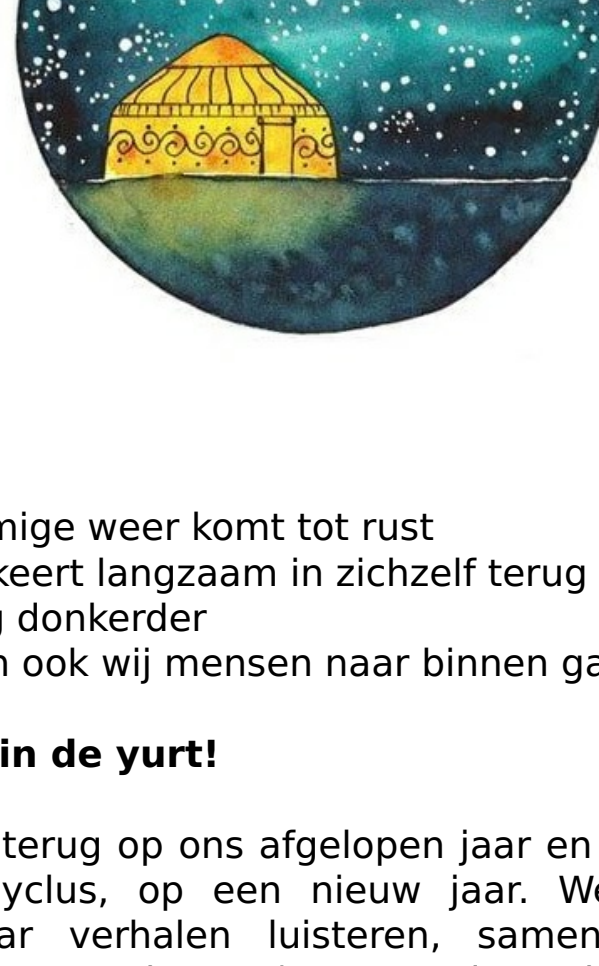 mige weer komt tot rust
keert langzaam in zichzelf terug
g donkerder
n ook wij mensen naar binnen ga
in de yurt!
terug op ons afgelopen jaar en
yclus, op een nieuw jaar. We
ar verhalen luisteren, samen